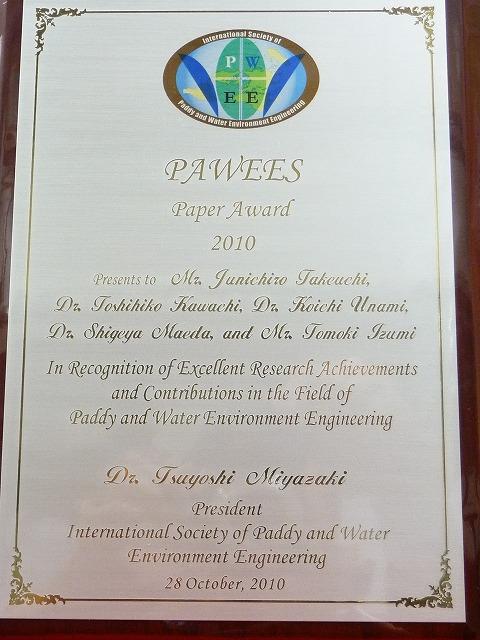 International Society of
P W
E E
Paddy and Water Environment Engineering
PAWEES
Paper Award
2010
Presents to Mr. Junichiro Takeuchi,
Dr. Toshihiko Kawachi, Dr. Koichi Unami,
Dr. Shigeya Maeda, and Mr. Tomoki Izumi
In Recognition of Excellent Research Achievements
and Contributions in the Field of
Paddy and Water Environment Engineering
Dr. Tsuyoshi Miyazaki
President
International Society of Paddy and Water
Environment Engineering
28 October, 2010